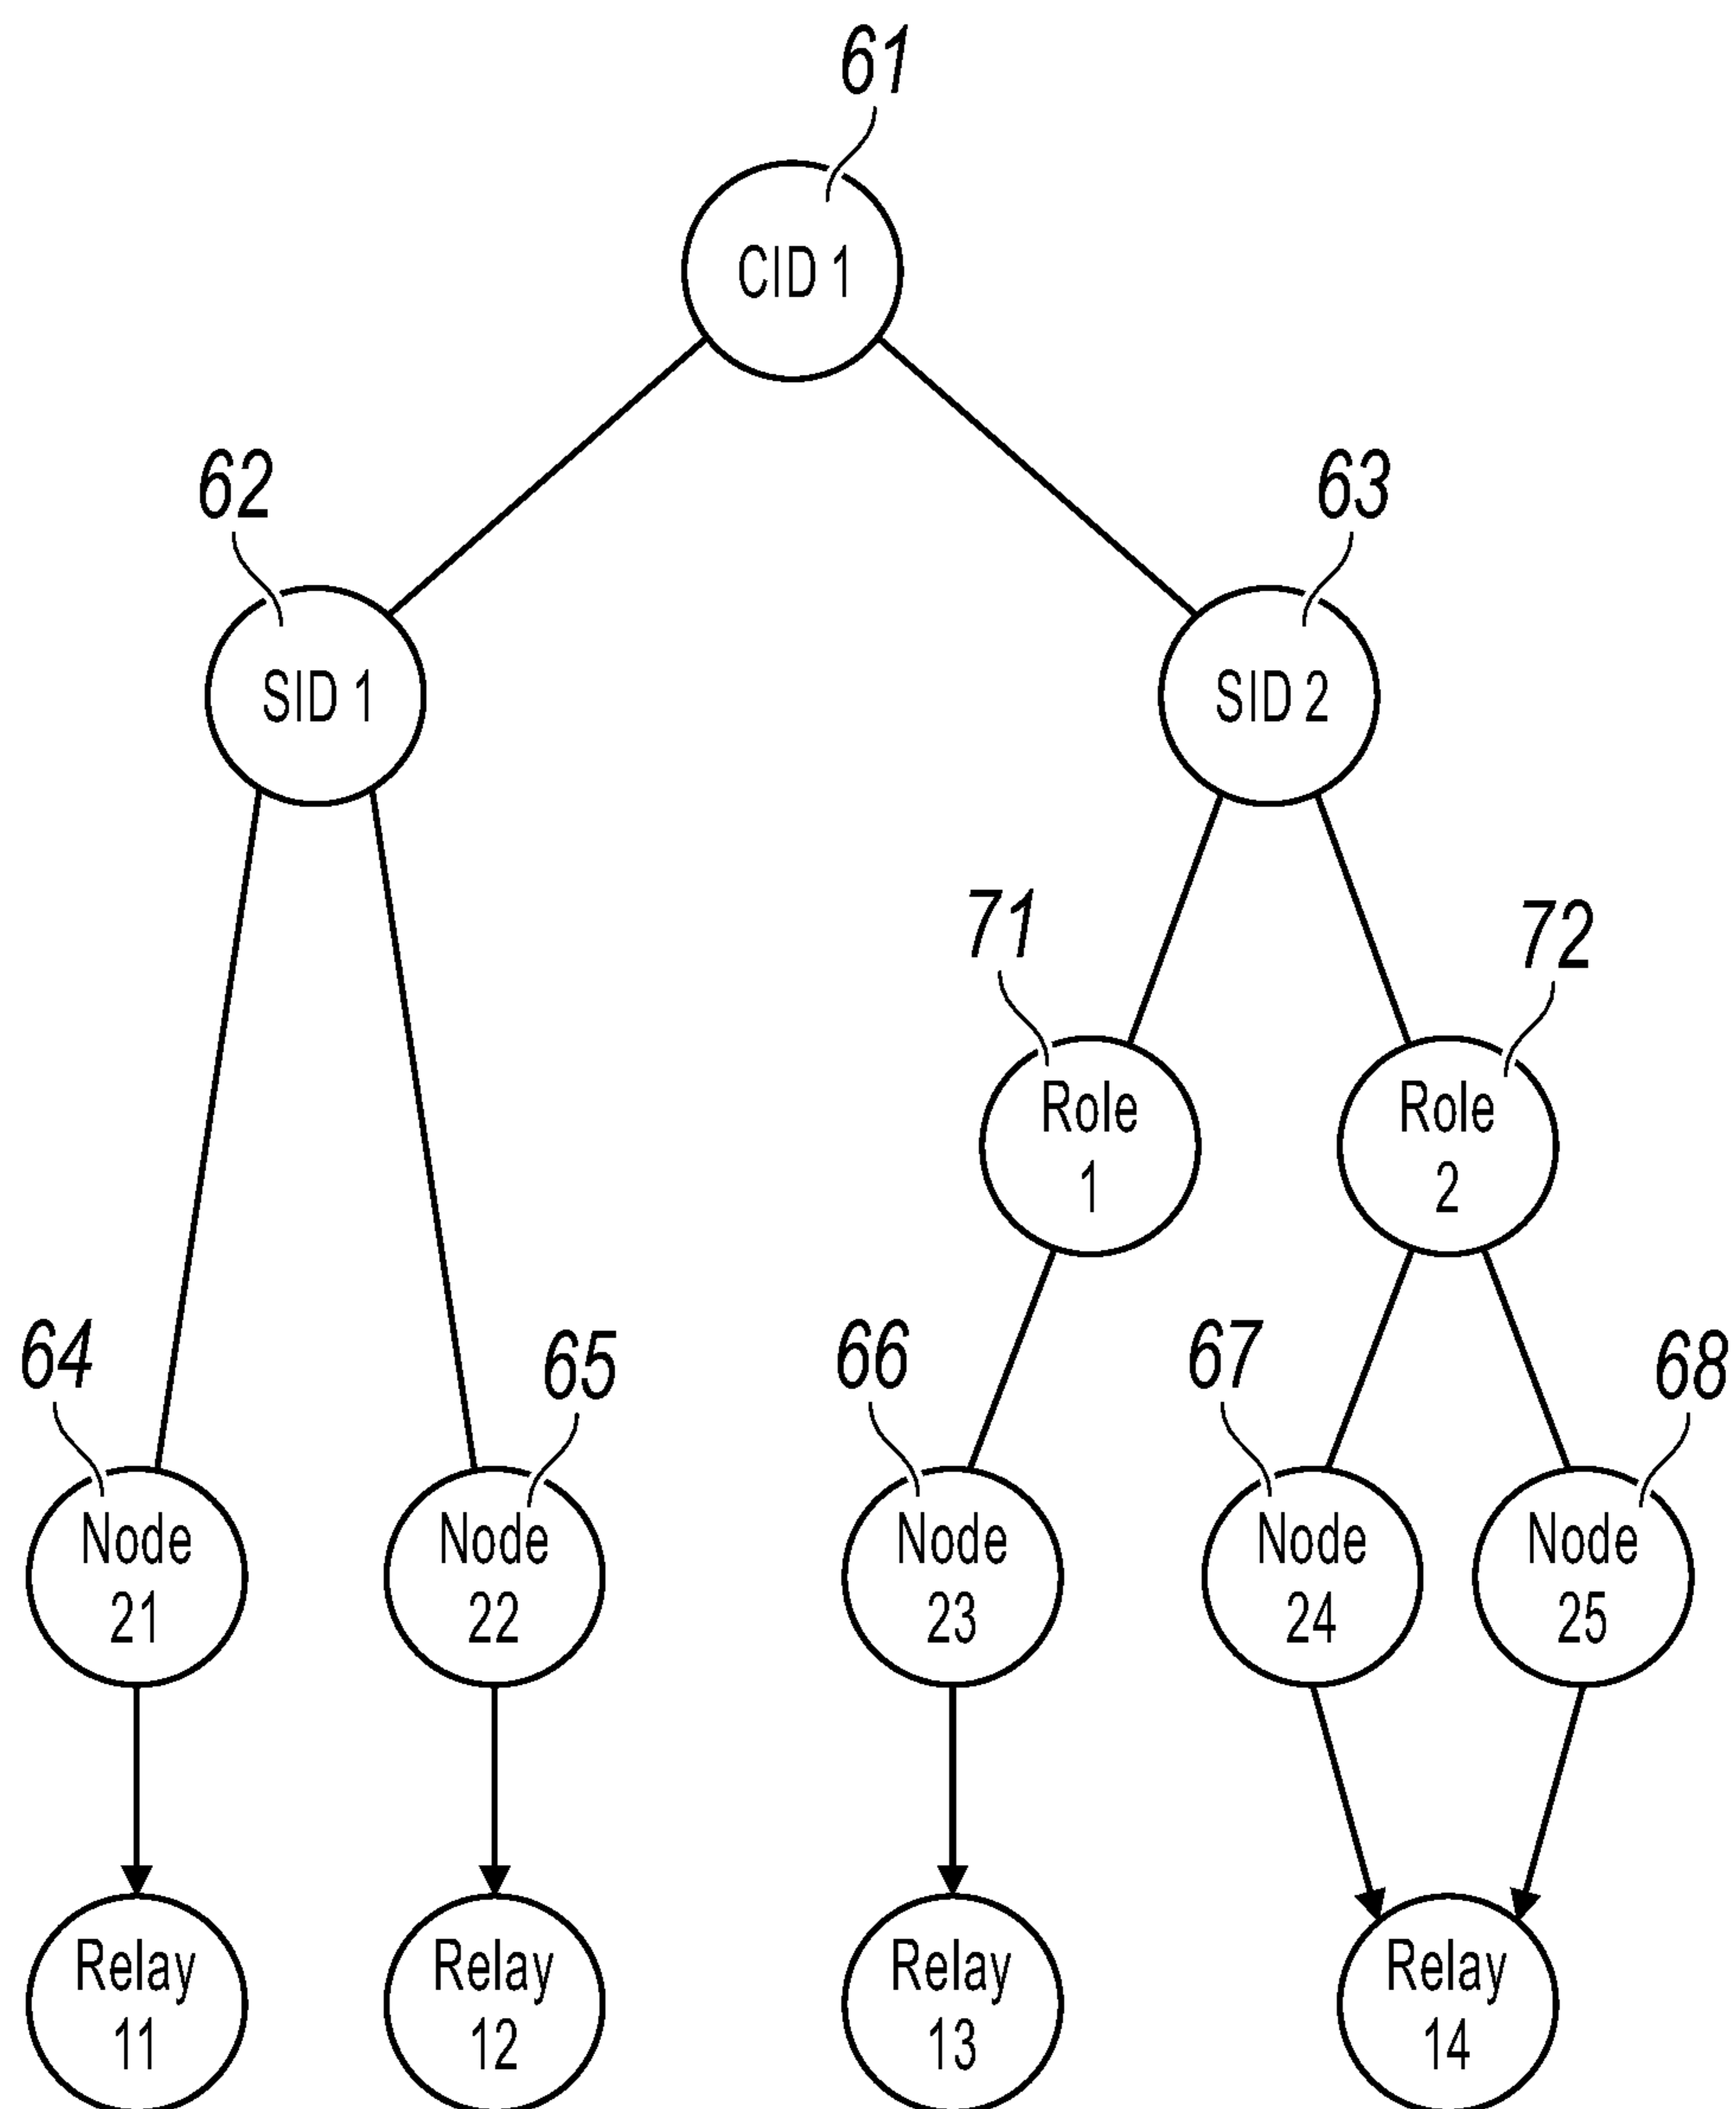 61
CID 1
62
63
SID 1
SID 2
71
72
Role
1
Role
2
64
65
66
67
68
Node
21
Node
22
Node
23
Node
24
Node
25
Relay
11
Relay
12
Relay
13
Relay
14